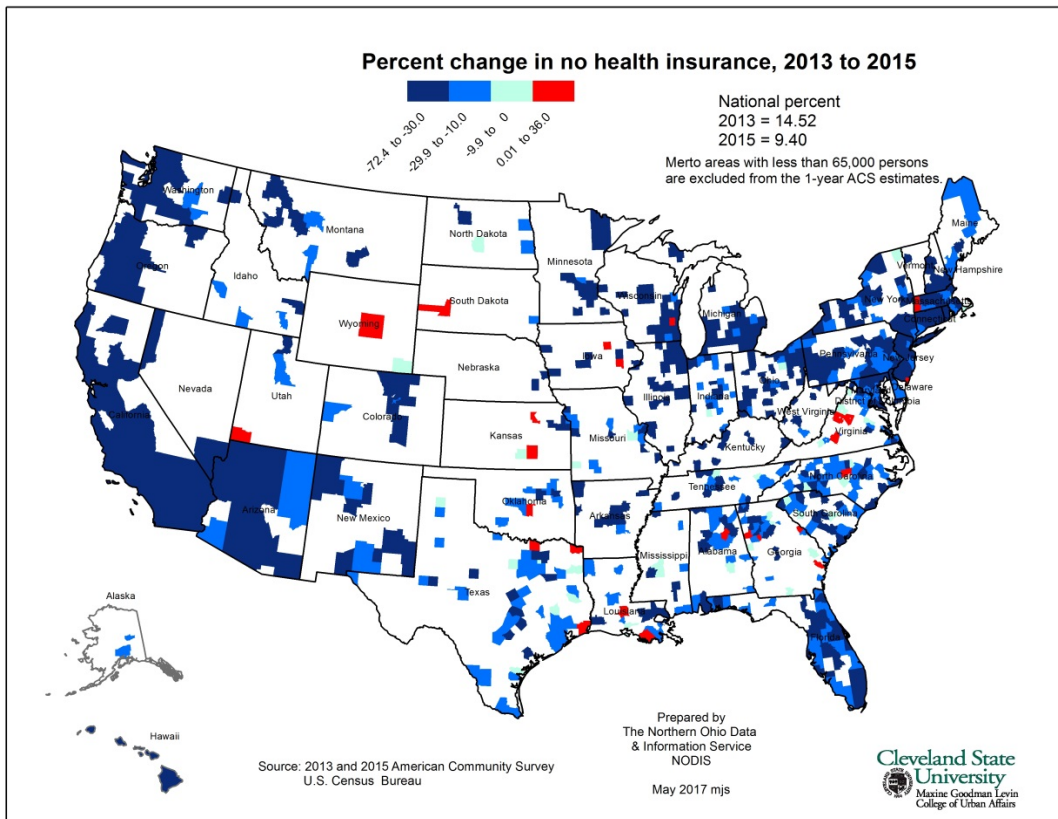 Percent change in no health insurance, 2013 to 2015
-72.4 to -30.0
-29.9 to -10.0
-9.9 to 0
0.01 to 36.0
National percent
2013 = 14.52
2015 = 9.40
Merto areas with less than 65,000 persons
are excluded from the 1-year ACS estimates.
Washington
Montana
North Dakota
Minnesota
Maine
Vermont
New Hampshire
Oregon
Idaho
Wyoming
South Dakota
Wisconsin
Michigan
New York
Massachusetts
Connecticut
Nevada
Utah
Colorado
Nebraska
Iowa
Illinois
Indiana
Ohio
Pennsylvania
New Jersey
Delaware
District of Columbia
West Virginia
Virginia
California
Kansas
Missouri
Kentucky
Arizona
New Mexico
Oklahoma
Arkansas
Tennessee
North Carolina
South Carolina
Texas
Louisiana
Mississippi
Alabama
Georgia
Florida
Alaska
Hawaii
Source: 2013 and 2015 American Community Survey
U.S. Census Bureau
Prepared by
The Northern Ohio Data
& Information Service
NODIS
May 2017 mjs
Cleveland State
University
Maxine Goodman Levin
College of Urban Affairs